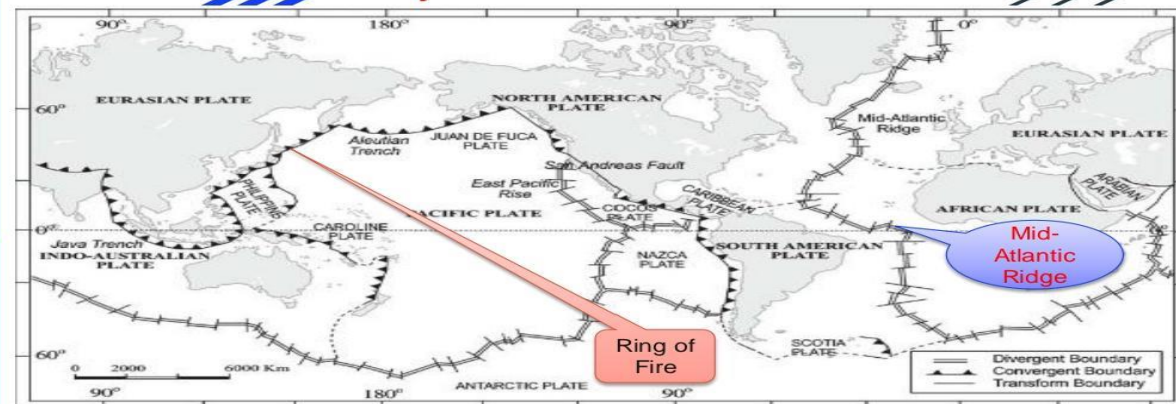 90°
180°
90°
0°
60°
EURASIAN PLATE
NORTH AMERICAN
PLATE
Aleutian
Trench
JUAN DE FUCA
PLATE
Mid-Atlantic
Ridge
EURASIAN PLATE
San Andreas Fault
East Pacific
Rise
PHILIPPINE
PLATE
PACIFIC PLATE
COCOS
PLATE
CARIBBEAN
PLATE
ARABIAN
PLATE
AFRICAN PLATE
0°
CAROLINE
PLATE
Java Trench
INDO-AUSTRALIAN
PLATE
NAZCA
PLATE
SOUTH AMERICAN
PLATE
Mid-
Atlantic
Ridge
Ring of
Fire
SCOTIA
PLATE
60°
0 2000 6000 Km
ANTARCTIC PLATE
Divergent Boundary
Convergent Boundary
Transform Boundary
90°
180°
90°
0°